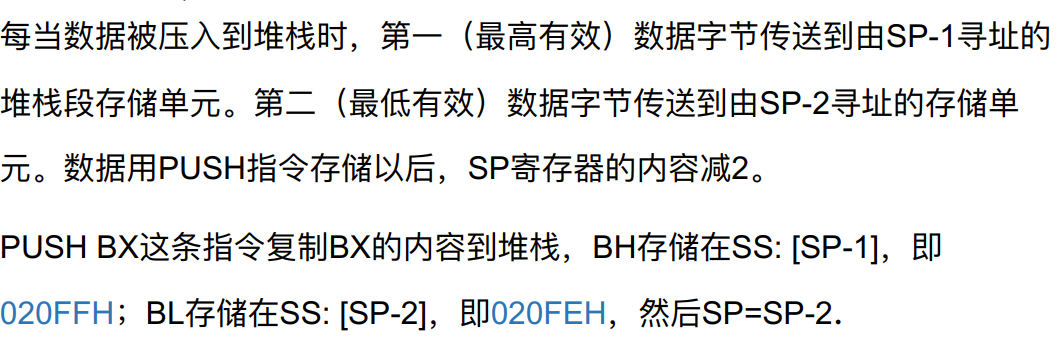 每当数据被压入到堆栈时，第一（最高有效）数据字节传送到由SP-1寻址的
堆栈段存储单元。第二（最低有效）数据字节传送到由SP-2寻址的存储单
元。数据用PUSH指令存储以后，SP寄存器的内容减2。
PUSH BX这条指令复制BX的内容到堆栈，BH存储在SS: [SP-1]，即
020FFH；BL存储在SS: [SP-2]，即020FEH，然后SP=SP-2.